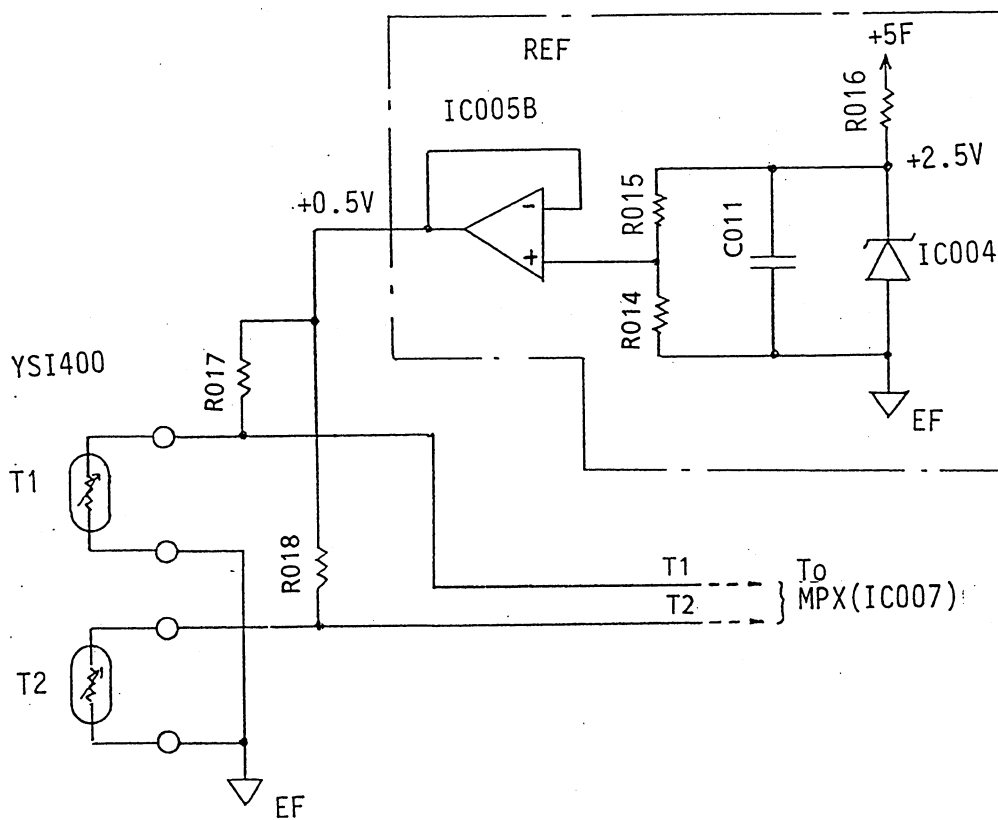 REF
+5F
R016
IC005B
+2.5V
R015
C011
+0.5V
IC004
R014
YSI400
R017
EF
T1
R018
T1
To
T2
MPX(IC007)
T2
EF